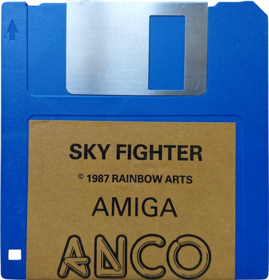 SKY FIGHTER
© 1987 RAINBOW ARTS
AMIGA
ANCO